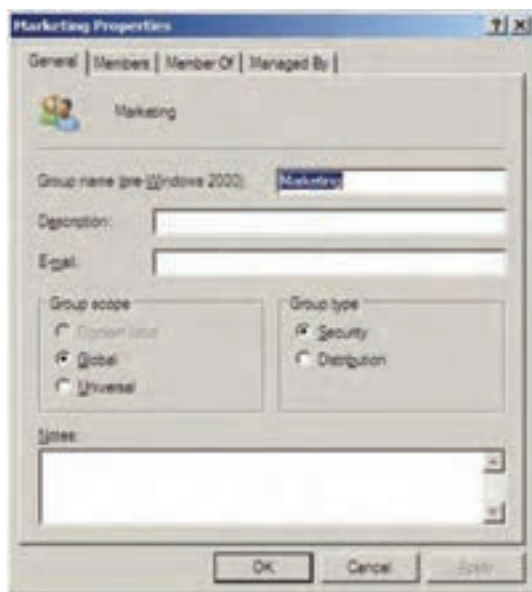 Marketing Properties
General Members Member Of Managed By
Marketing
Group name (pre-Windows 2000): Marketing
Description:
E-mail:
Group scope
Domain local
Global
Universal
Group type
Security
Distribution
Notes:
OK Cancel Apply